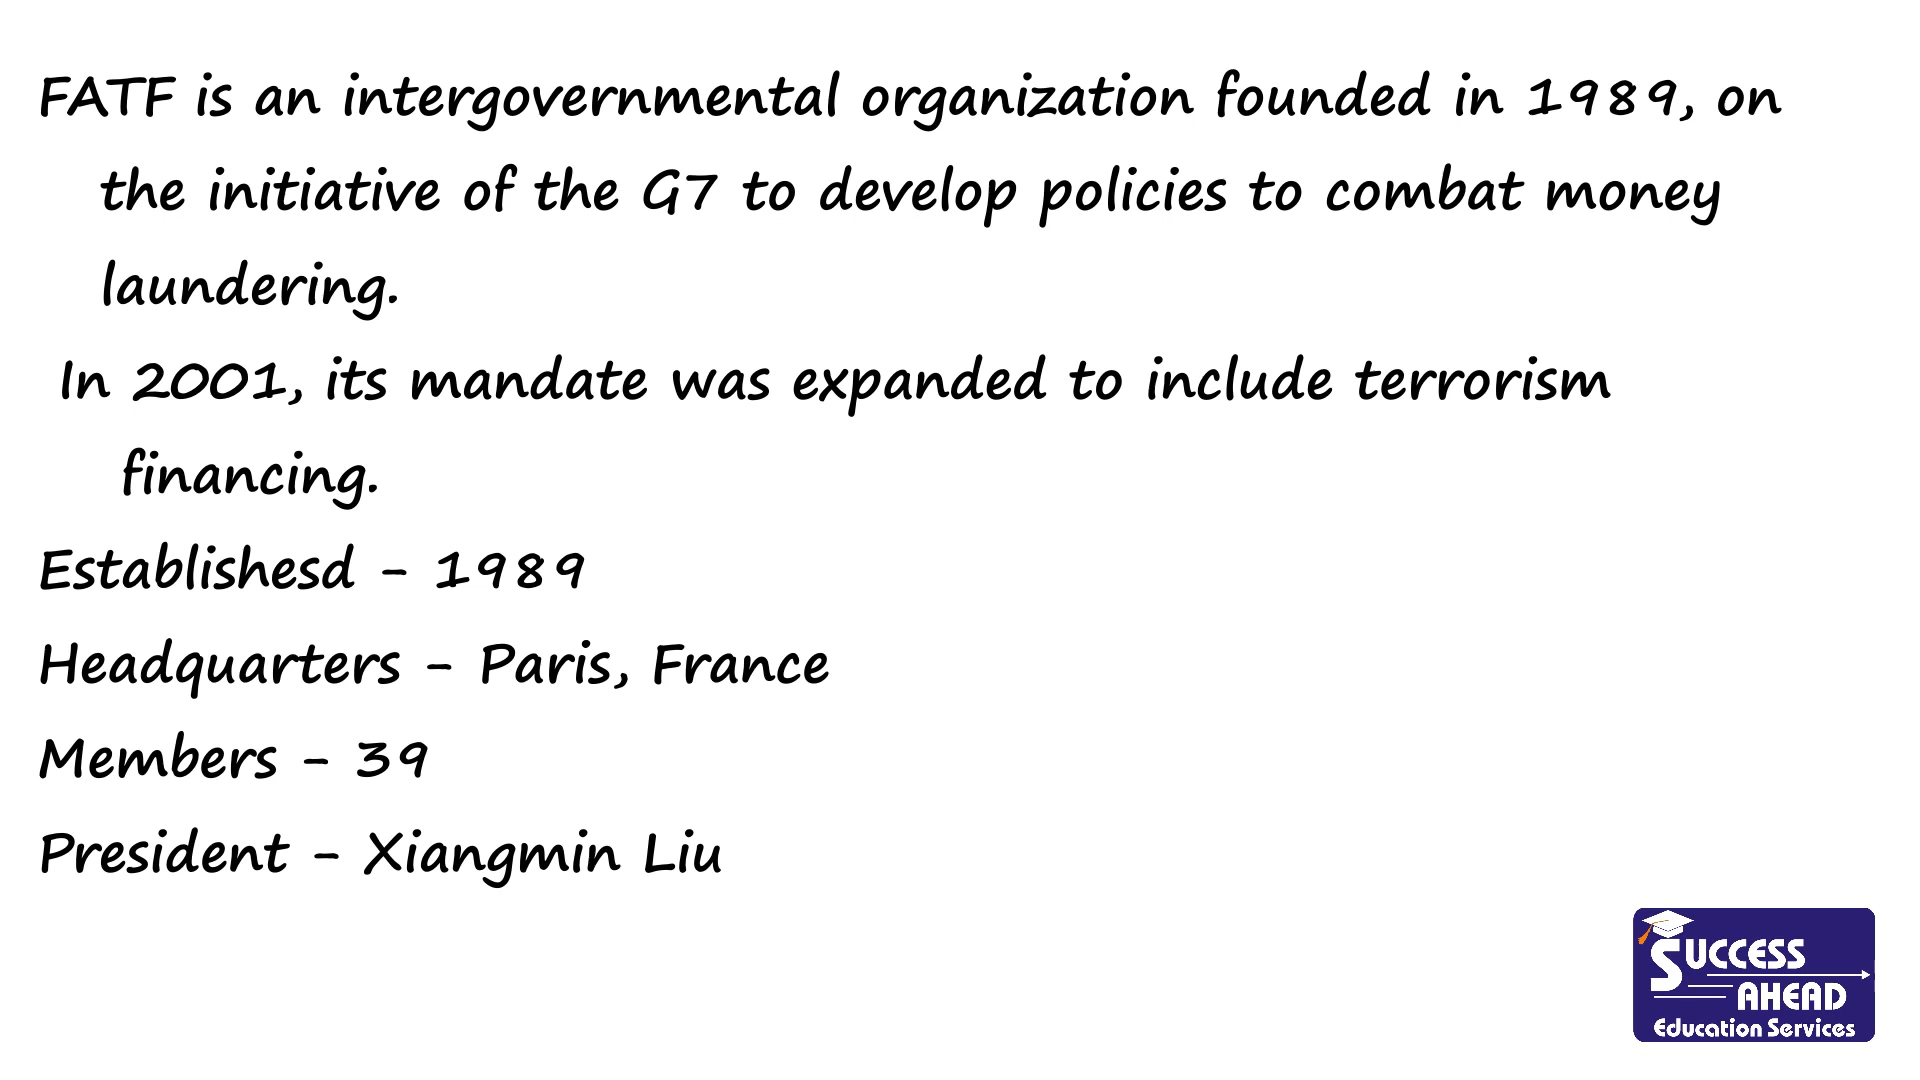 FATF is an intergovernmental organization founded in 1989, on
the initiative of the G7 to develop policies to combat money
laundering.
In 2001, its mandate was expanded to include terrorism
financing.
Establishesd - 1989
Headquarters - Paris, France
Members - 39
President - Xiangmin Liu
SUCCESS
AHEAD
Education Services